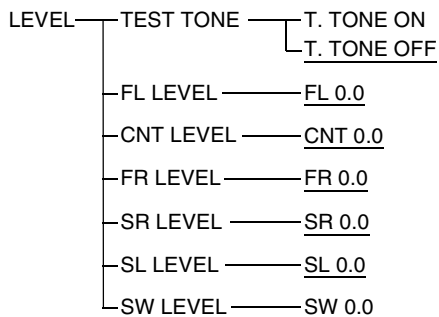 LEVEL TEST TONE T. TONE ON
T. TONE OFF
FL LEVEL FL 0.0
CNT LEVEL CNT 0.0
FR LEVEL FR 0.0
SR LEVEL SR 0.0
SL LEVEL SL 0.0
SW LEVEL SW 0.0